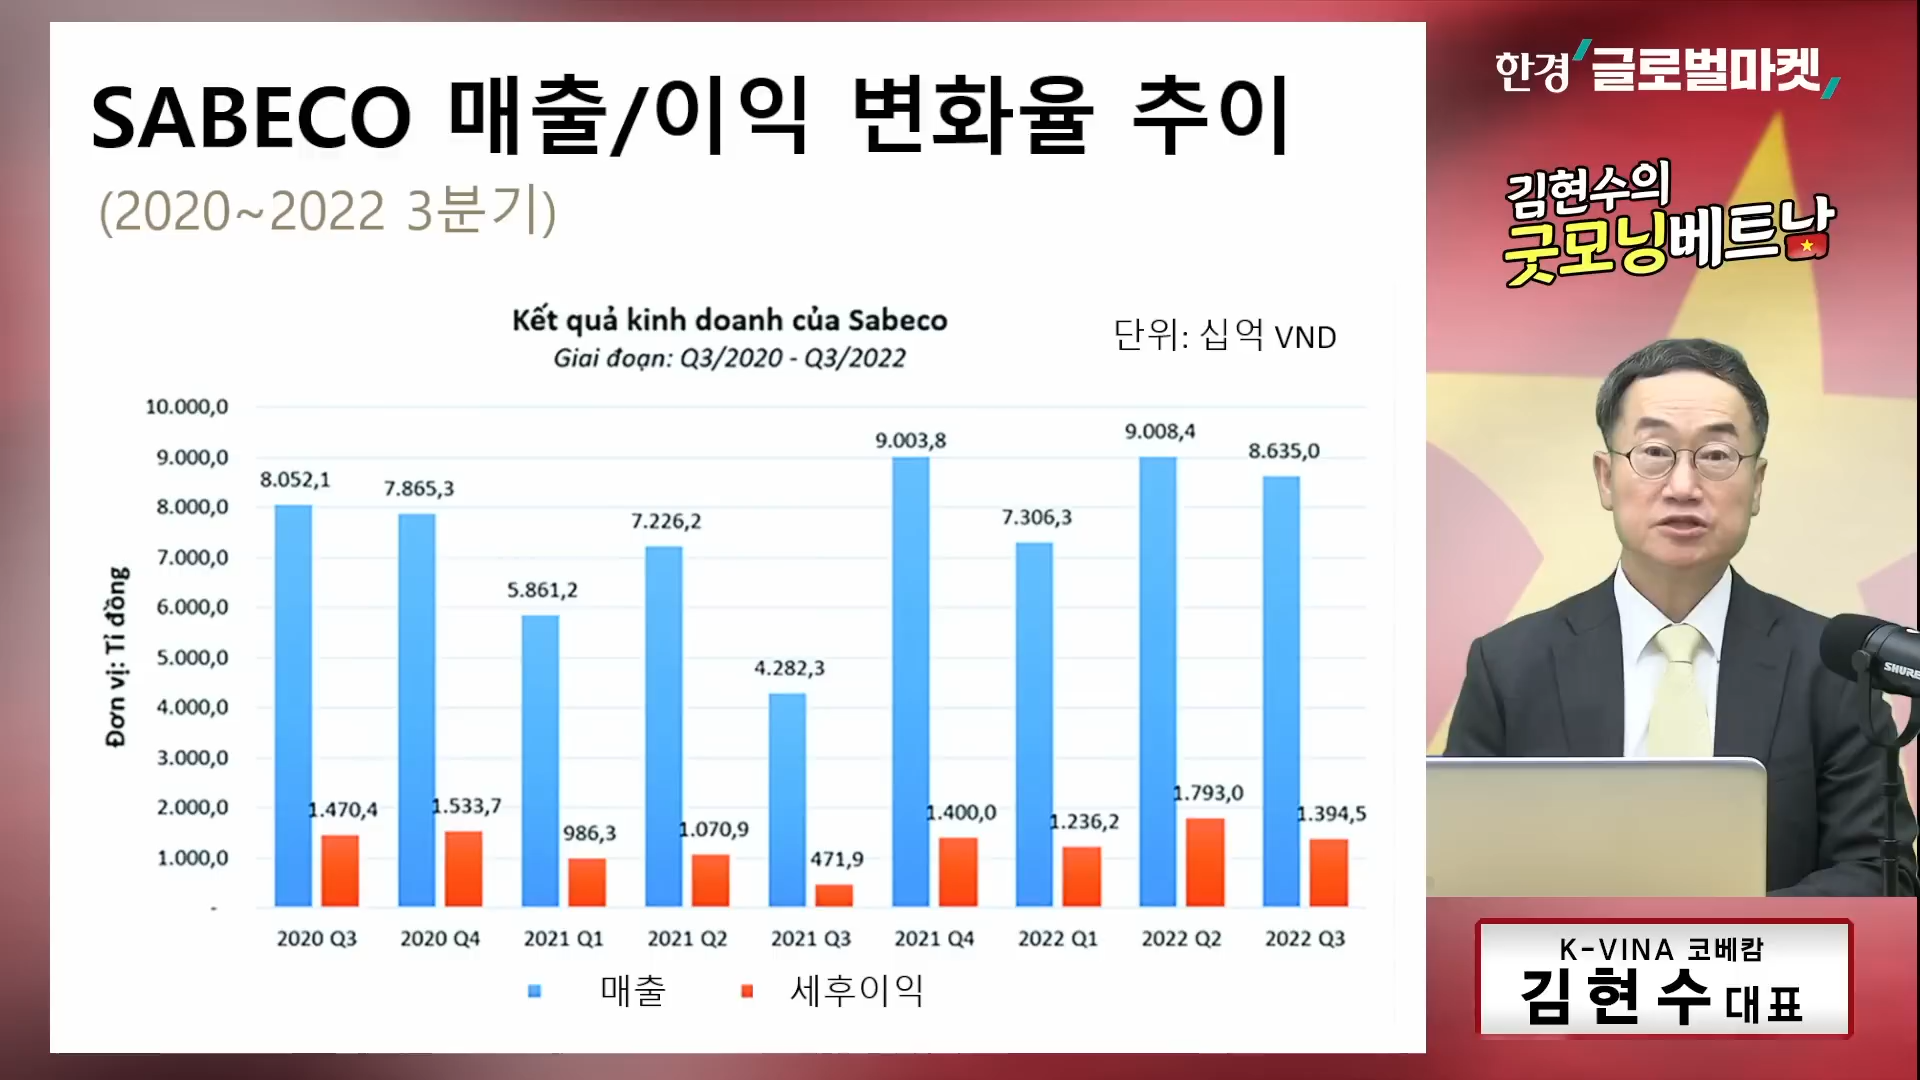 SABECO 매출/이익 변화율 추이
(2020~2022 3분기)
Kết quả kinh doanh của Sabeco
Giai đoạn: Q3/2020 - Q3/2022
단위: 십억 VND
Đơn vị: Tỉ đồng
10.000,0
9.000,0
8.000,0
7.000,0
6.000,0
5.000,0
4.000,0
3.000,0
2.000,0
1.000,0
-
8.052,1
7.865,3
5.861,2
7.226,2
4.282,3
9.003,8
7.306,3
9.008,4
8.635,0
1.470,4
1.533,7
986,3
1.070,9
471,9
1.400,0
1.236,2
1.793,0
1.394,5
2020 Q3
2020 Q4
2021 Q1
2021 Q2
2021 Q3
2021 Q4
2022 Q1
2022 Q2
2022 Q3
매출
세후이익
한경 글로벌마켓
김현수의
굿모닝베트남
SHURE
K-VINA 코베캄
김현수 대표